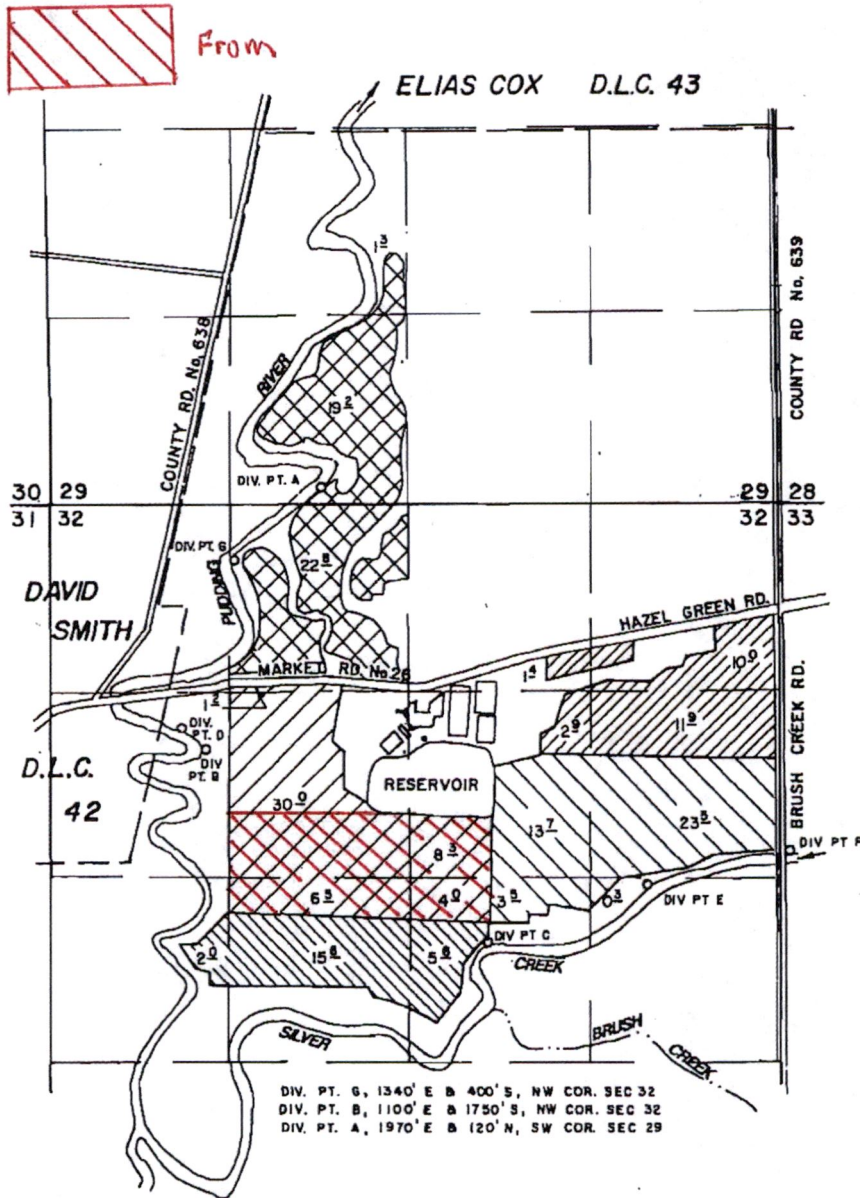 From
ELIAS COX D.L.C. 43
COUNTY RD. No. 638
COUNTY RD No. 639
RIVER
1 3
19 2
DIV. PT. A
30 29
31 32
29 28
32 33
DIV. PT. G
PUDDING
22 8
DAVID
SMITH
HAZEL GREEN RD.
MARKET RD. No 26
10 0
1 4
1 2
2 9
11 9
DIV.
PT. D
DIV
PT. B
BRUSH CREEK RD.
D.L.C.
42
RESERVOIR
30 0
13 7
23 5
8 3
DIV PT F
6 5
4 0
3 5
3
DIV PT E
DIV PT C
2 0
15 6
5 6
CREEK
SILVER
BRUSH
CREEK
DIV. PT. G, 1340' E & 400' S, NW COR. SEC 32
DIV. PT. B, 1100' E & 1750' S, NW COR. SEC 32
DIV. PT. A, 1970' E & 120' N, SW COR. SEC 29